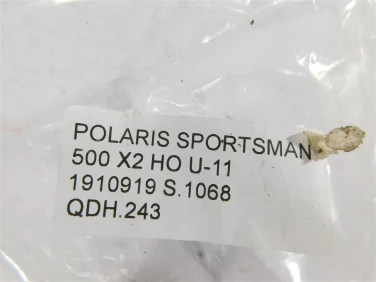 POLARIS SPORTSMAN
500 X2 HO U-11
1910919 S.1068
QDH.243